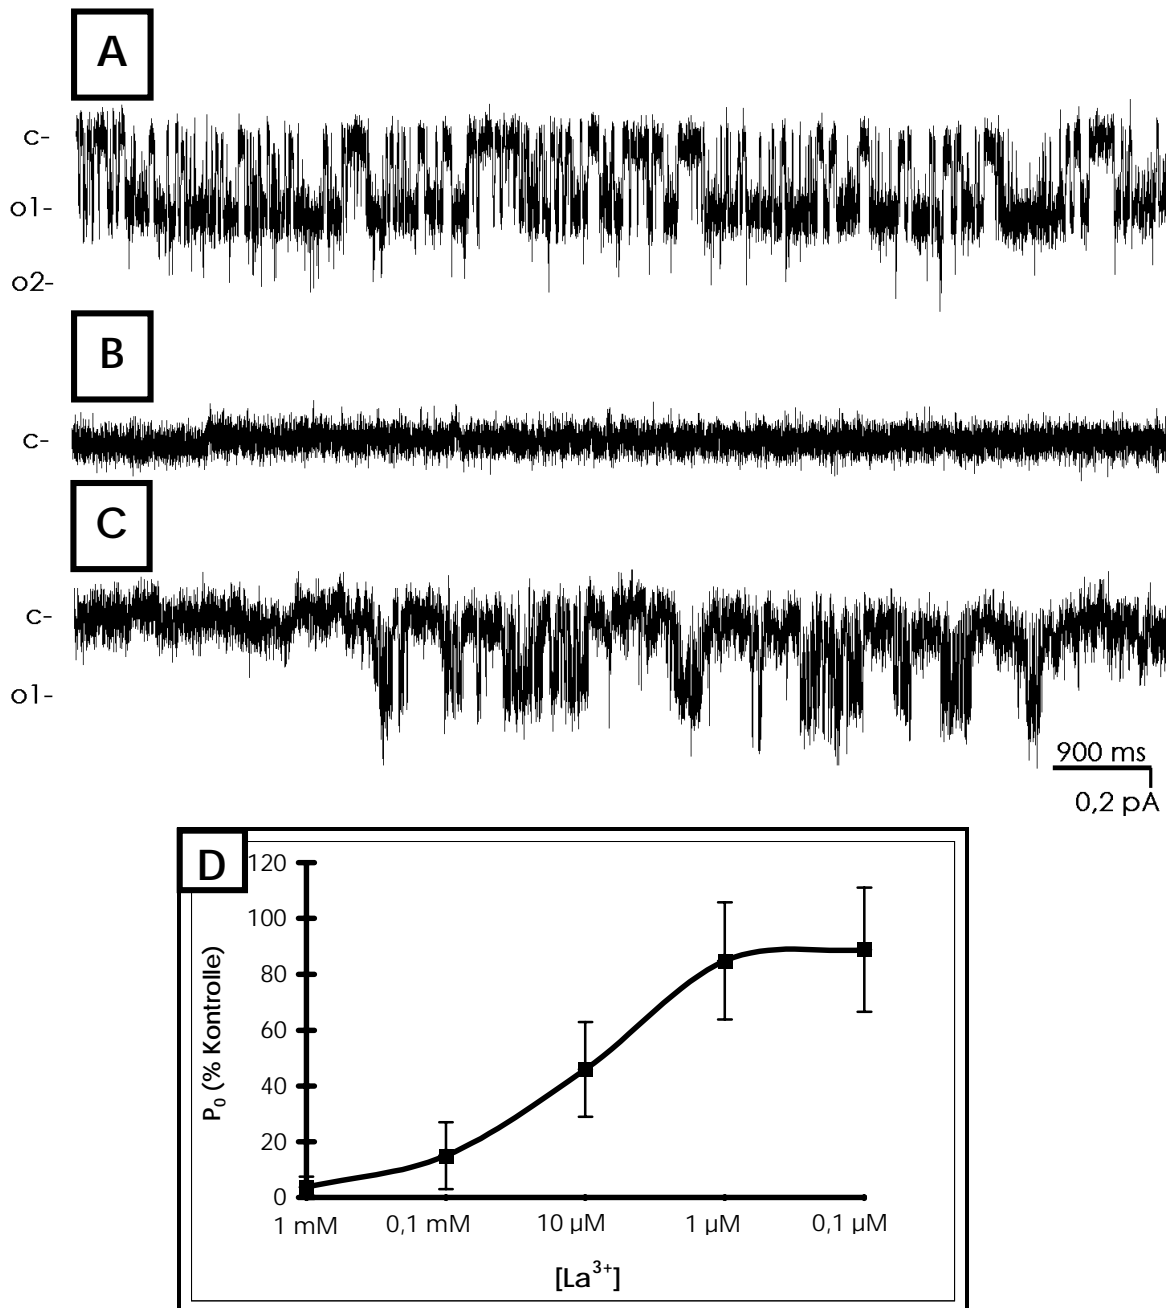 A
c-
o1-
o2-
B
c-
C
c-
o1-
900 ms
0,2 pA
D
120
100
80
60
40
20
0
P0 (% Kontrolle)
1 mM
0,1 mM
10 µM
1 µM
0,1 µM
[La3+]